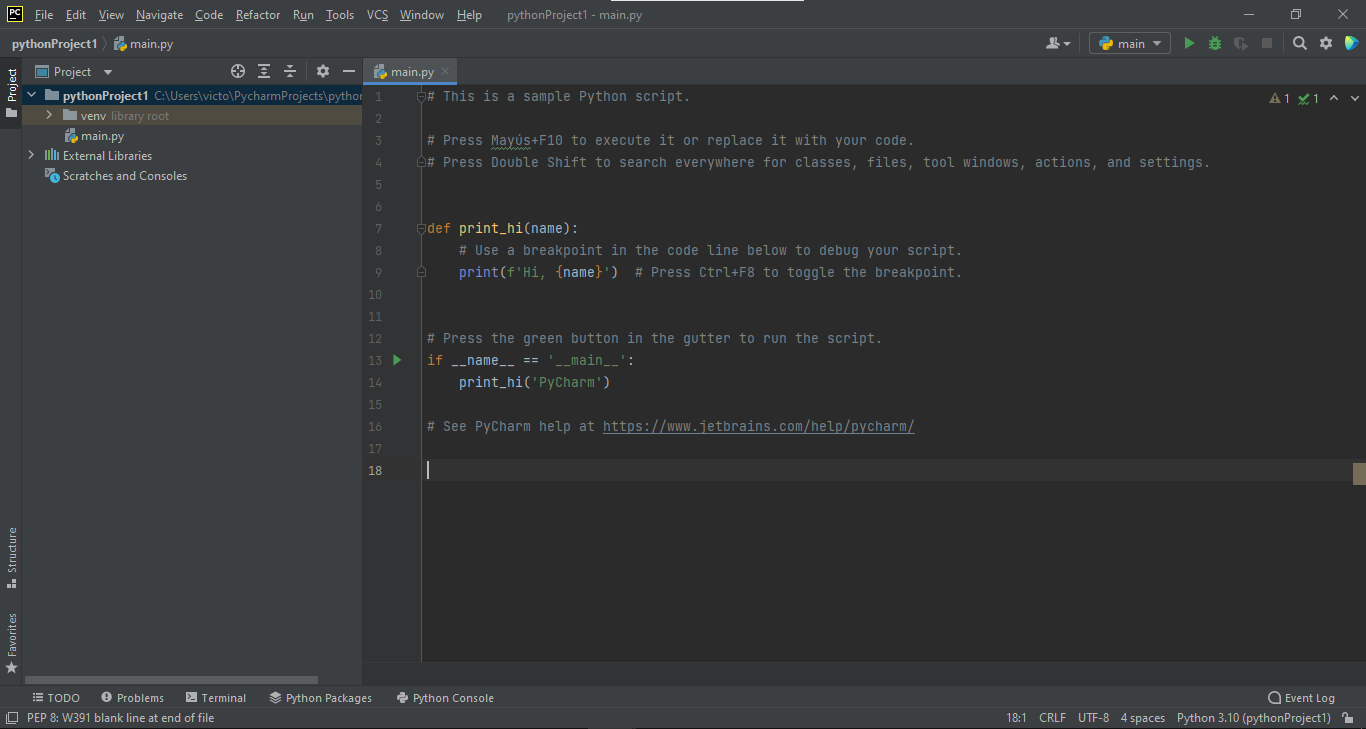 PC File Edit View Navigate Code Refactor Run Tools VCS Window Help pythonProject1 - main.py
pythonProject1 main.py main
Project main.py
Project
pythonProject1 C:\Users\victo\PycharmProjects\python
venv library root
main.py
External Libraries
Scratches and Consoles
1 # This is a sample Python script. 1 1
2
3 # Press Mayús+F10 to execute it or replace it with your code.
4 # Press Double Shift to search everywhere for classes, files, tool windows, actions, and settings.
5
6
7 def print_hi(name):
8     # Use a breakpoint in the code line below to debug your script.
9     print(f'Hi, {name}')  # Press Ctrl+F8 to toggle the breakpoint.
10
11
12 # Press the green button in the gutter to run the script.
13 if __name__ == '__main__':
14     print_hi('PyCharm')
15
16 # See PyCharm help at https://www.jetbrains.com/help/pycharm/
17
18
Structure
Favorites
TODO Problems Terminal Python Packages Python Console Event Log
PEP 8: W391 blank line at end of file 18:1 CRLF UTF-8 4 spaces Python 3.10 (pythonProject1)